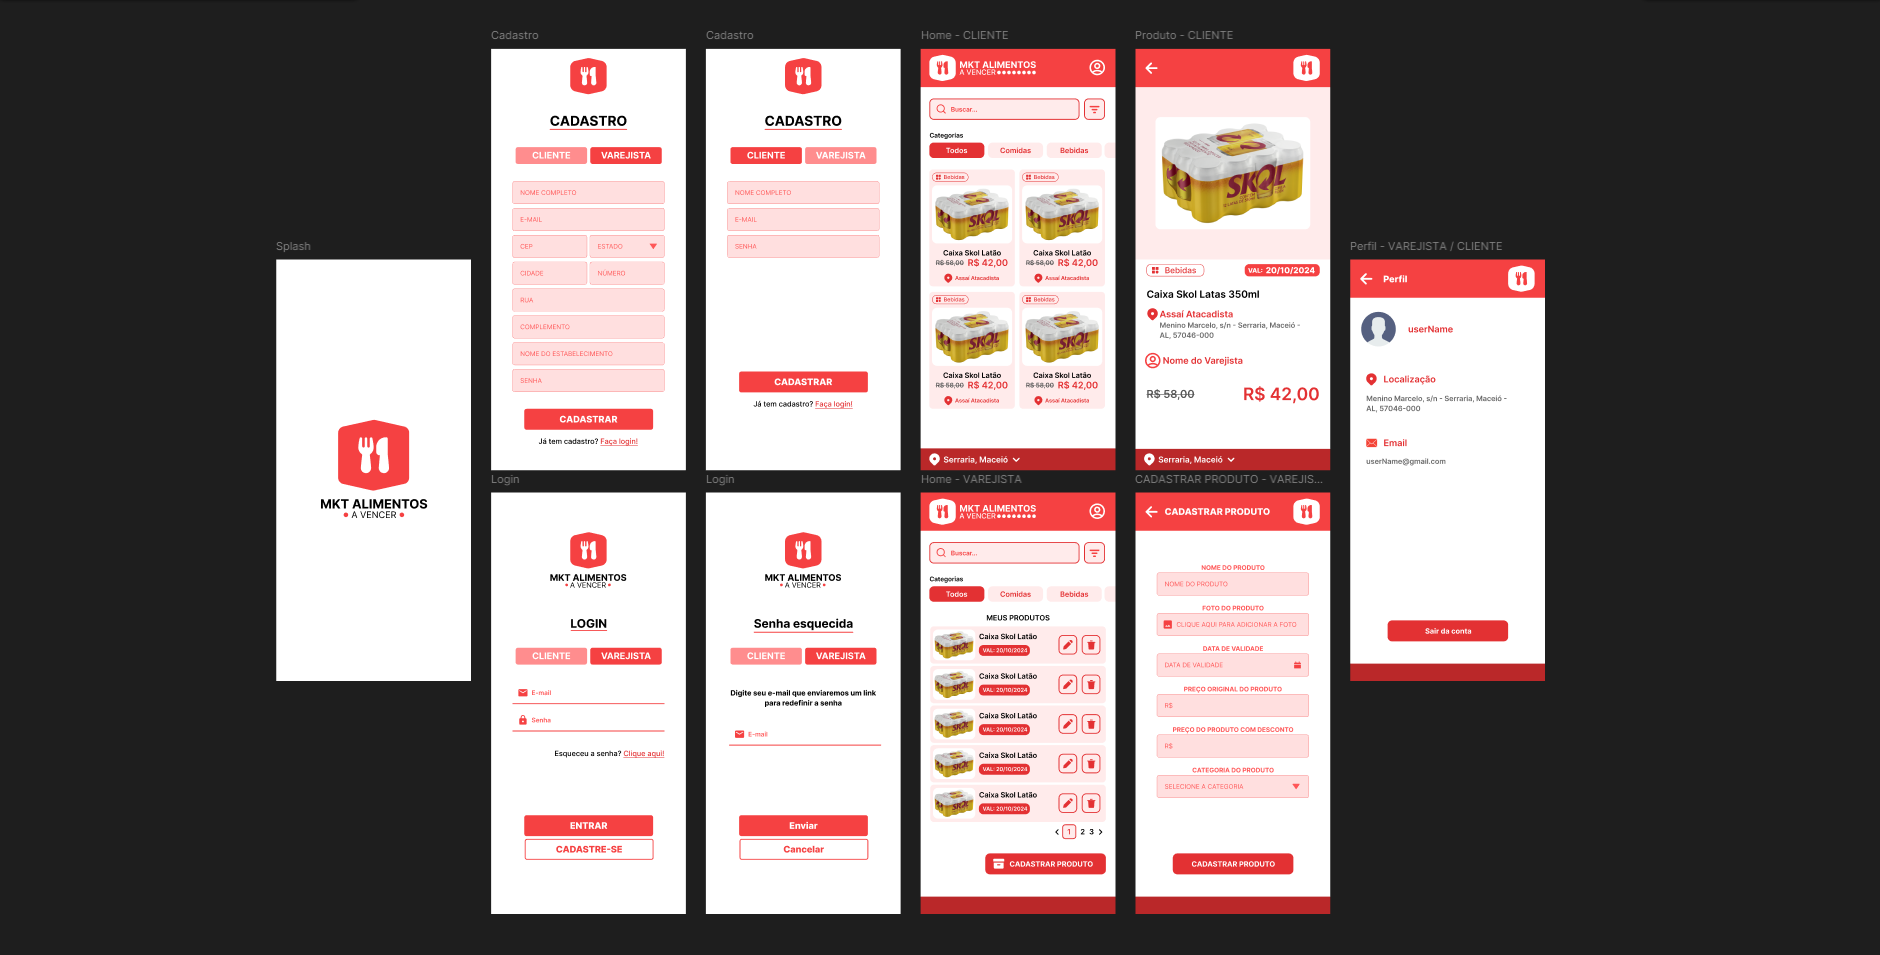 Splash
MKT ALIMENTOS
A VENCER
Cadastro
CADASTRO
CLIENTE
VAREJISTA
NOME COMPLETO
E-MAIL
CEP
ESTADO
CIDADE
NÚMERO
RUA
COMPLEMENTO
NOME DO ESTABELECIMENTO
SENHA
CADASTRAR
Já tem cadastro? Faça login!
Cadastro
CADASTRO
CLIENTE
VAREJISTA
NOME COMPLETO
E-MAIL
SENHA
CADASTRAR
Já tem cadastro? Faça login!
Home - CLIENTE
MKT ALIMENTOS
A VENCER
Buscar...
Categorias
Todos
Comidas
Bebidas
Bebidas
SKOL
Caixa Skol Latão
R$ 58,00 R$ 42,00
Assaí Atacadista
Bebidas
SKOL
Caixa Skol Latão
R$ 58,00 R$ 42,00
Assaí Atacadista
Bebidas
SKOL
Caixa Skol Latão
R$ 58,00 R$ 42,00
Assaí Atacadista
Bebidas
SKOL
Caixa Skol Latão
R$ 58,00 R$ 42,00
Assaí Atacadista
Serraria, Maceió
Produto - CLIENTE
SKOL
Bebidas
VAL: 20/10/2024
Caixa Skol Latas 350ml
Assaí Atacadista
Menino Marcelo, s/n - Serraria, Maceió -
AL, 57046-000
Nome do Varejista
R$ 58,00
R$ 42,00
Serraria, Maceió
Perfil - VAREJISTA / CLIENTE
Perfil
userName
Localização
Menino Marcelo, s/n - Serraria, Maceió -
AL, 57046-000
Email
userName@gmail.com
Sair da conta
Login
MKT ALIMENTOS
A VENCER
LOGIN
CLIENTE
VAREJISTA
E-mail
Senha
Esqueceu a senha? Clique aqui!
ENTRAR
CADASTRE-SE
Login
MKT ALIMENTOS
A VENCER
Senha esquecida
CLIENTE
VAREJISTA
Digite seu e-mail que enviaremos um link
para redefinir a senha
E-mail
Enviar
Cancelar
Home - VAREJISTA
MKT ALIMENTOS
A VENCER
Buscar...
Categorias
Todos
Comidas
Bebidas
MEUS PRODUTOS
Caixa Skol Latão
VAL: 20/10/2024
Caixa Skol Latão
VAL: 20/10/2024
Caixa Skol Latão
VAL: 20/10/2024
Caixa Skol Latão
VAL: 20/10/2024
Caixa Skol Latão
VAL: 20/10/2024
< 1 2 3 >
CADASTRAR PRODUTO
CADASTRAR PRODUTO - VAREJIS...
CADASTRAR PRODUTO
NOME DO PRODUTO
NOME DO PRODUTO
FOTO DO PRODUTO
CLIQUE AQUI PARA ADICIONAR A FOTO
DATA DE VALIDADE
DATA DE VALIDADE
PREÇO ORIGINAL DO PRODUTO
R$
PREÇO DO PRODUTO COM DESCONTO
R$
CATEGORIA DO PRODUTO
SELECIONE A CATEGORIA
CADASTRAR PRODUTO